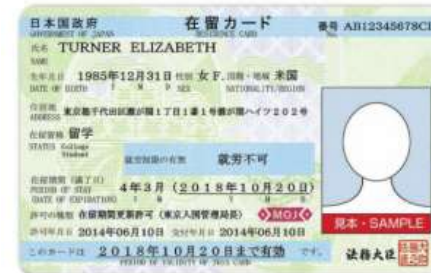 日本国政府 在留カード 番号 AB12345678CD
GOVERNMENT OF JAPAN RESIDENCE CARD No.
氏名 TURNER ELIZABETH
NAME
生年月日 1985年12月31日 性別 女 F. 国籍・地域 米国
DATE OF BIRTH Y M D SEX NATIONALITY/REGION
住居地 東京都千代田区霞が関1丁目1番1号霞が関ハイツ202号
ADDRESS
在留資格 留学
STATUS College
Student
就労制限の有無 就労不可
在留期間(満了日) 4年3月(2018年10月20日)
PERIOD OF STAY
(DATE OF EXPIRATION) Y M Y M D
許可の種類 在留期間更新許可(東京入国管理局長)
MOJ
許可年月日 2014年06月10日 交付年月日 2014年06月10日
見本・SAMPLE
このカードは 2018年10月20日まで有効 です。
PERIOD OF VALIDITY OF THIS CARD
法務大臣